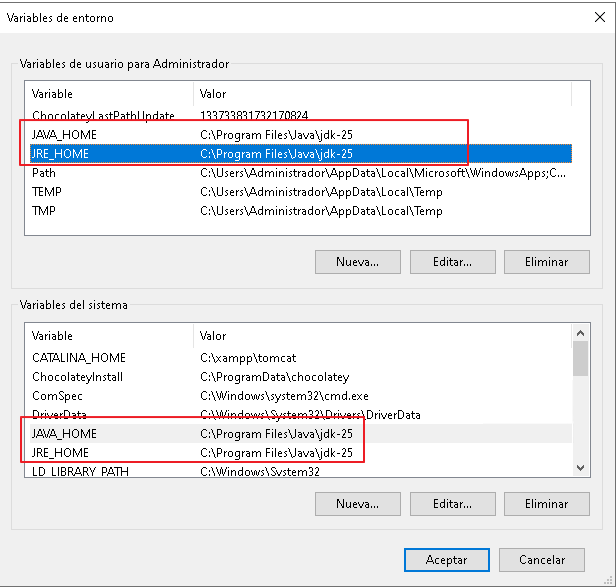 Variables de entorno
Variables de usuario para Administrador
Variable Valor
ChocolateyLastPathUpdate 133733831732170824
JAVA_HOME C:\Program Files\Java\jdk-25
JRE_HOME C:\Program Files\Java\jdk-25
Path C:\Users\Administrador\AppData\Local\Microsoft\WindowsApps;C...
TEMP C:\Users\Administrador\AppData\Local\Temp
TMP C:\Users\Administrador\AppData\Local\Temp
Nueva... Editar... Eliminar
Variables del sistema
Variable Valor
CATALINA_HOME C:\xampp\tomcat
ChocolateyInstall C:\ProgramData\chocolatey
ComSpec C:\Windows\system32\cmd.exe
DriverData C:\Windows\System32\Drivers\DriverData
JAVA_HOME C:\Program Files\Java\jdk-25
JRE_HOME C:\Program Files\Java\jdk-25
LD_LIBRARY_PATH C:\Windows\System32
Nueva... Editar... Eliminar
Aceptar Cancelar